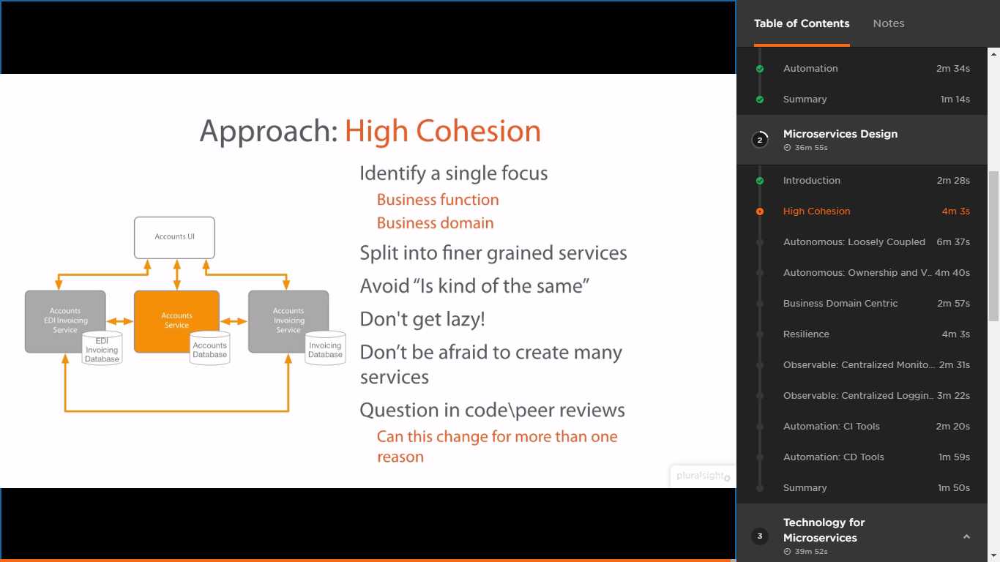 Approach: High Cohesion
Identify a single focus
Business function
Business domain
Split into finer grained services
Avoid “Is kind of the same”
Don't get lazy!
Don’t be afraid to create many
services
Question in code\peer reviews
Can this change for more than one
reason
Accounts UI
Accounts
EDI Invoicing
Service
EDI
Invoicing
Database
Accounts
Service
Accounts
Database
Accounts
Invoicing
Service
Invoicing
Database
pluralsight
Table of Contents
Notes
Automation 2m 34s
Summary 1m 14s
2
Microservices Design
36m 55s
Introduction 2m 28s
High Cohesion 4m 3s
Autonomous: Loosely Coupled 6m 37s
Autonomous: Ownership and V.. 4m 40s
Business Domain Centric 2m 57s
Resilience 4m 3s
Observable: Centralized Monito... 2m 31s
Observable: Centralized Loggin.. 3m 22s
Automation: CI Tools 2m 20s
Automation: CD Tools 1m 59s
Summary 1m 50s
3
Technology for
Microservices
39m 52s